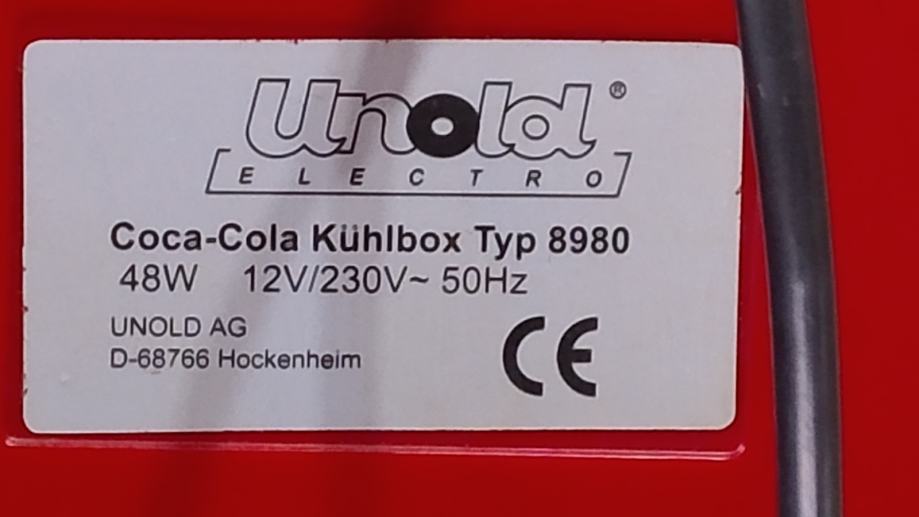 Unold®
ELECTRO
Coca-Cola Kühlbox Typ 8980
48W 12V/230V~ 50Hz
UNOLD AG
D-68766 Hockenheim
CE